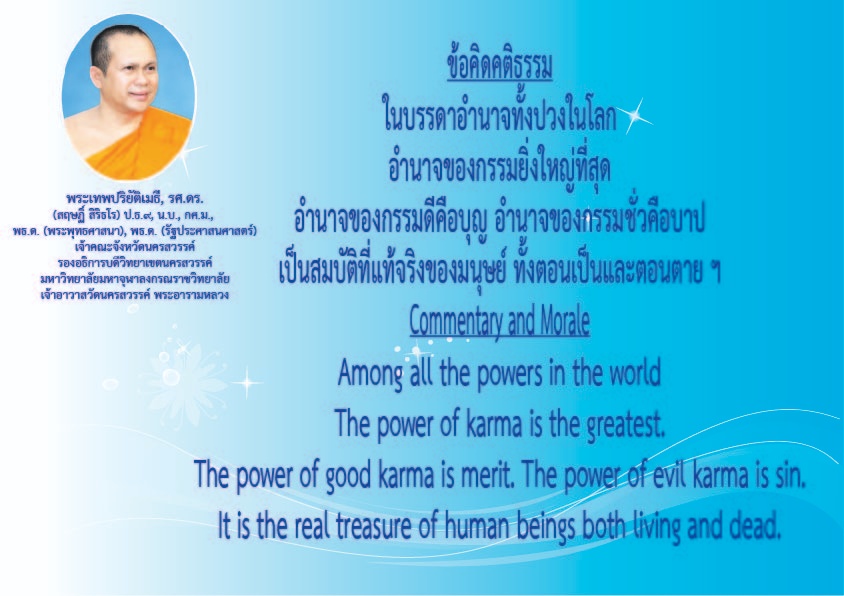 พระเทพปริยัติเมธี, รศ.ดร.
(สฤษฏิ์ สิริธโร) ป.ธ.๙, น.บ., กศ.ม.,
พธ.ด. (พระพุทธศาสนา), พธ.ด. (รัฐประศาสนศาสตร์)
เจ้าคณะจังหวัดนครสวรรค์
รองอธิการบดีวิทยาเขตนครสวรรค์
มหาวิทยาลัยมหาจุฬาลงกรณราชวิทยาลัย
เจ้าอาวาสวัดนครสวรรค์ พระอารามหลวง
ข้อคิดคติธรรม
ในบรรดาอำนาจทั้งปวงในโลก
อำนาจของกรรมยิ่งใหญ่ที่สุด
อำนาจของกรรมดีคือบุญ อำนาจของกรรมชั่วคือบาป
เป็นสมบัติที่แท้จริงของมนุษย์ ทั้งตอนเป็นและตอนตาย ฯ
Commentary and Morale
Among all the powers in the world
The power of karma is the greatest.
The power of good karma is merit. The power of evil karma is sin.
It is the real treasure of human beings both living and dead.